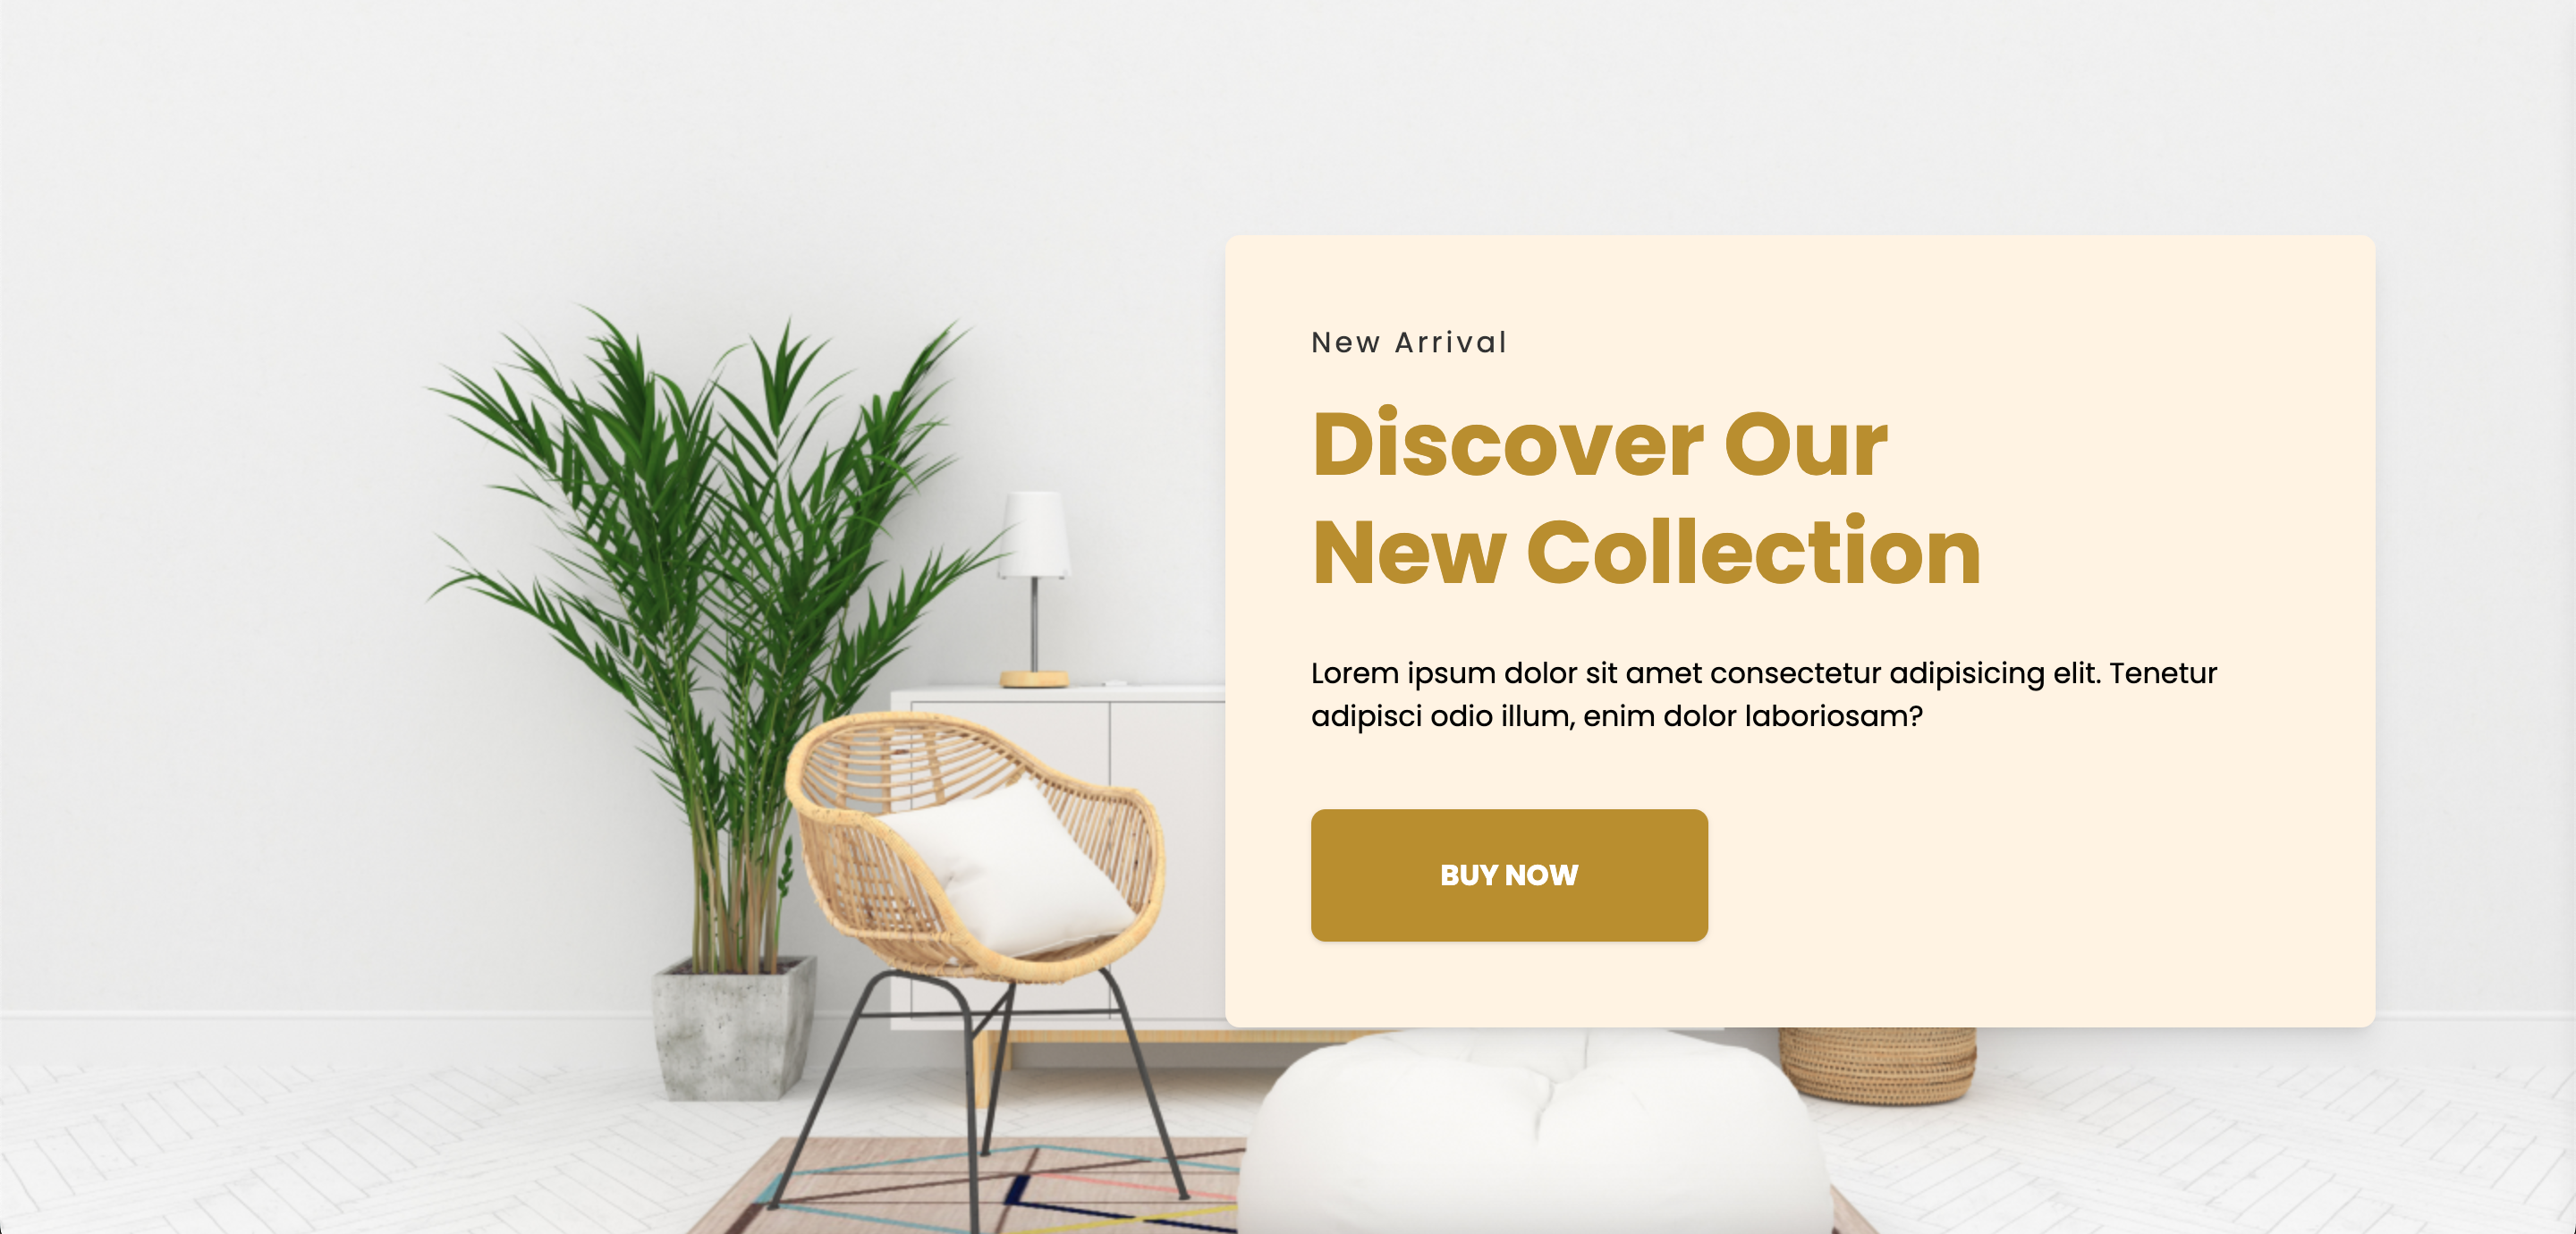 New Arrival
Discover Our
New Collection
Lorem ipsum dolor sit amet consectetur adipisicing elit. Tenetur
adipisci odio illum, enim dolor laboriosam?
BUY NOW